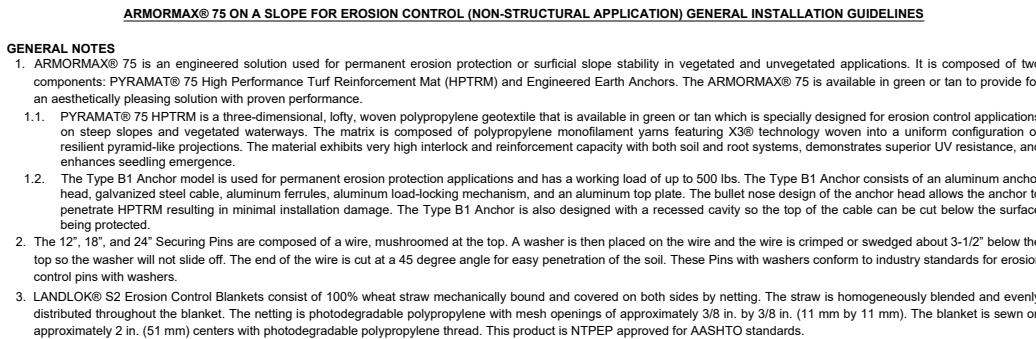 ARMORMAX® 75 ON A SLOPE FOR EROSION CONTROL (NON-STRUCTURAL APPLICATION) GENERAL INSTALLATION GUIDELINES
GENERAL NOTES
1. ARMORMAX® 75 is an engineered solution used for permanent erosion protection or surficial slope stability in vegetated and unvegetated applications. It is composed of two
components: PYRAMAT® 75 High Performance Turf Reinforcement Mat (HPTRM) and Engineered Earth Anchors. The ARMORMAX® 75 is available in green or tan to provide fo
an aesthetically pleasing solution with proven performance.
1.1. PYRAMAT® 75 HPTRM is a three-dimensional, lofty, woven polypropylene geotextile that is available in green or tan which is specially designed for erosion control applications
on steep slopes and vegetated waterways. The matrix is composed of polypropylene monofilament yarns featuring X3® technology woven into a uniform configuration o
resilient pyramid-like projections. The material exhibits very high interlock and reinforcement capacity with both soil and root systems, demonstrates superior UV resistance, and
enhances seedling emergence.
1.2. The Type B1 Anchor model is used for permanent erosion protection applications and has a working load of up to 500 lbs. The Type B1 Anchor consists of an aluminum ancho
head, galvanized steel cable, aluminum ferrules, aluminum load-locking mechanism, and an aluminum top plate. The bullet nose design of the anchor head allows the anchor to
penetrate HPTRM resulting in minimal installation damage. The Type B1 Anchor is also designed with a recessed cavity so the top of the cable can be cut below the surface
being protected.
2. The 12”, 18”, and 24” Securing Pins are composed of a wire, mushroomed at the top. A washer is then placed on the wire and the wire is crimped or swedged about 3-1/2” below the
top so the washer will not slide off. The end of the wire is cut at a 45 degree angle for easy penetration of the soil. These Pins with washers conform to industry standards for erosion
control pins with washers.
3. LANDLOK® S2 Erosion Control Blankets consist of 100% wheat straw mechanically bound and covered on both sides by netting. The straw is homogeneously blended and evenly
distributed throughout the blanket. The netting is photodegradable polypropylene with mesh openings of approximately 3/8 in. by 3/8 in. (11 mm by 11 mm). The blanket is sewn on
approximately 2 in. (51 mm) centers with photodegradable polypropylene thread. This product is NTPEP approved for AASHTO standards.